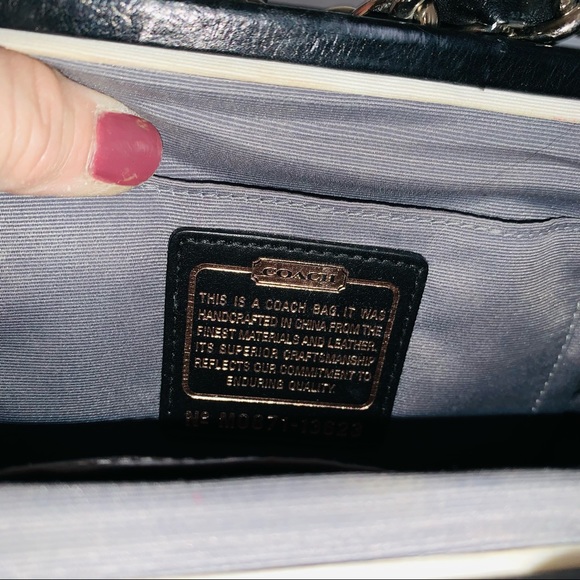 COACH
THIS IS A COACH BAG. IT WAS
HANDCRAFTED IN CHINA FROM THE
FINEST MATERIALS AND LEATHER.
ITS SUPERIOR CRAFTSMANSHIP
REFLECTS OUR COMMITMENT TO
ENDURING QUALITY.
Nº